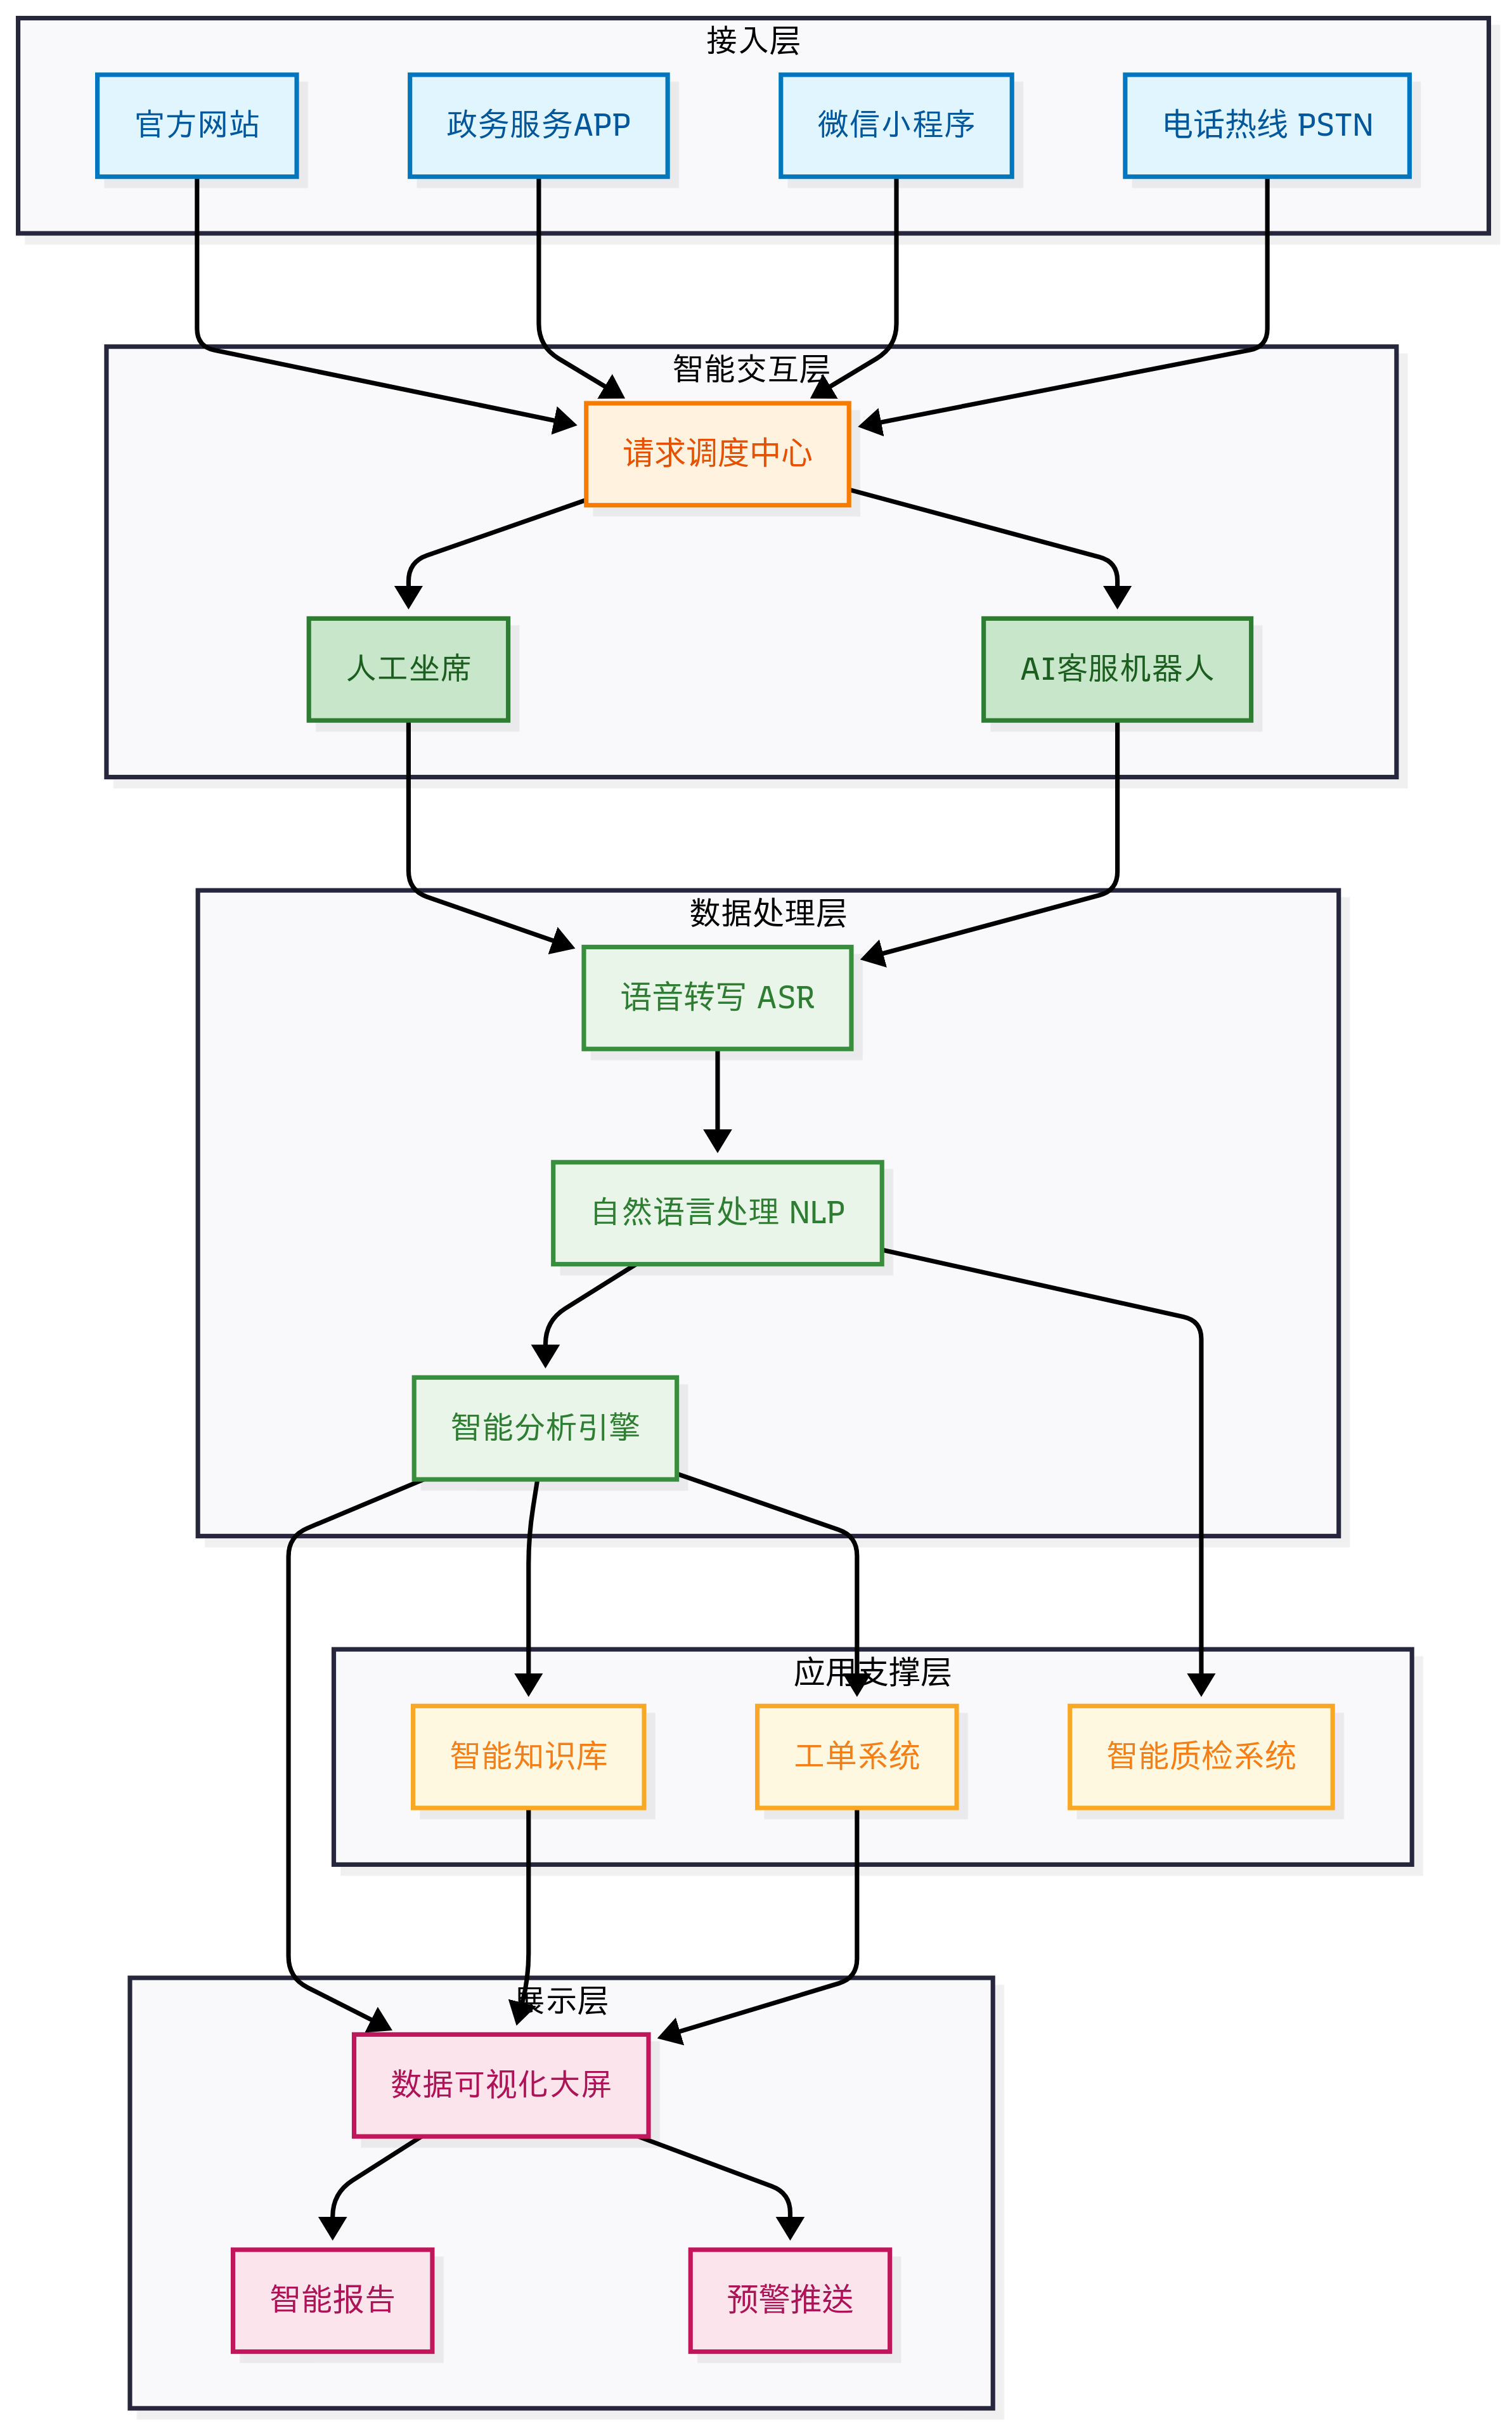 接入层
官方网站
政务服务APP
微信小程序
电话热线 PSTN
智能交互层
请求调度中心
人工坐席
AI客服机器人
数据处理层
语音转写 ASR
自然语言处理 NLP
智能分析引擎
应用支撑层
智能知识库
工单系统
智能质检系统
展示层
数据可视化大屏
智能报告
预警推送